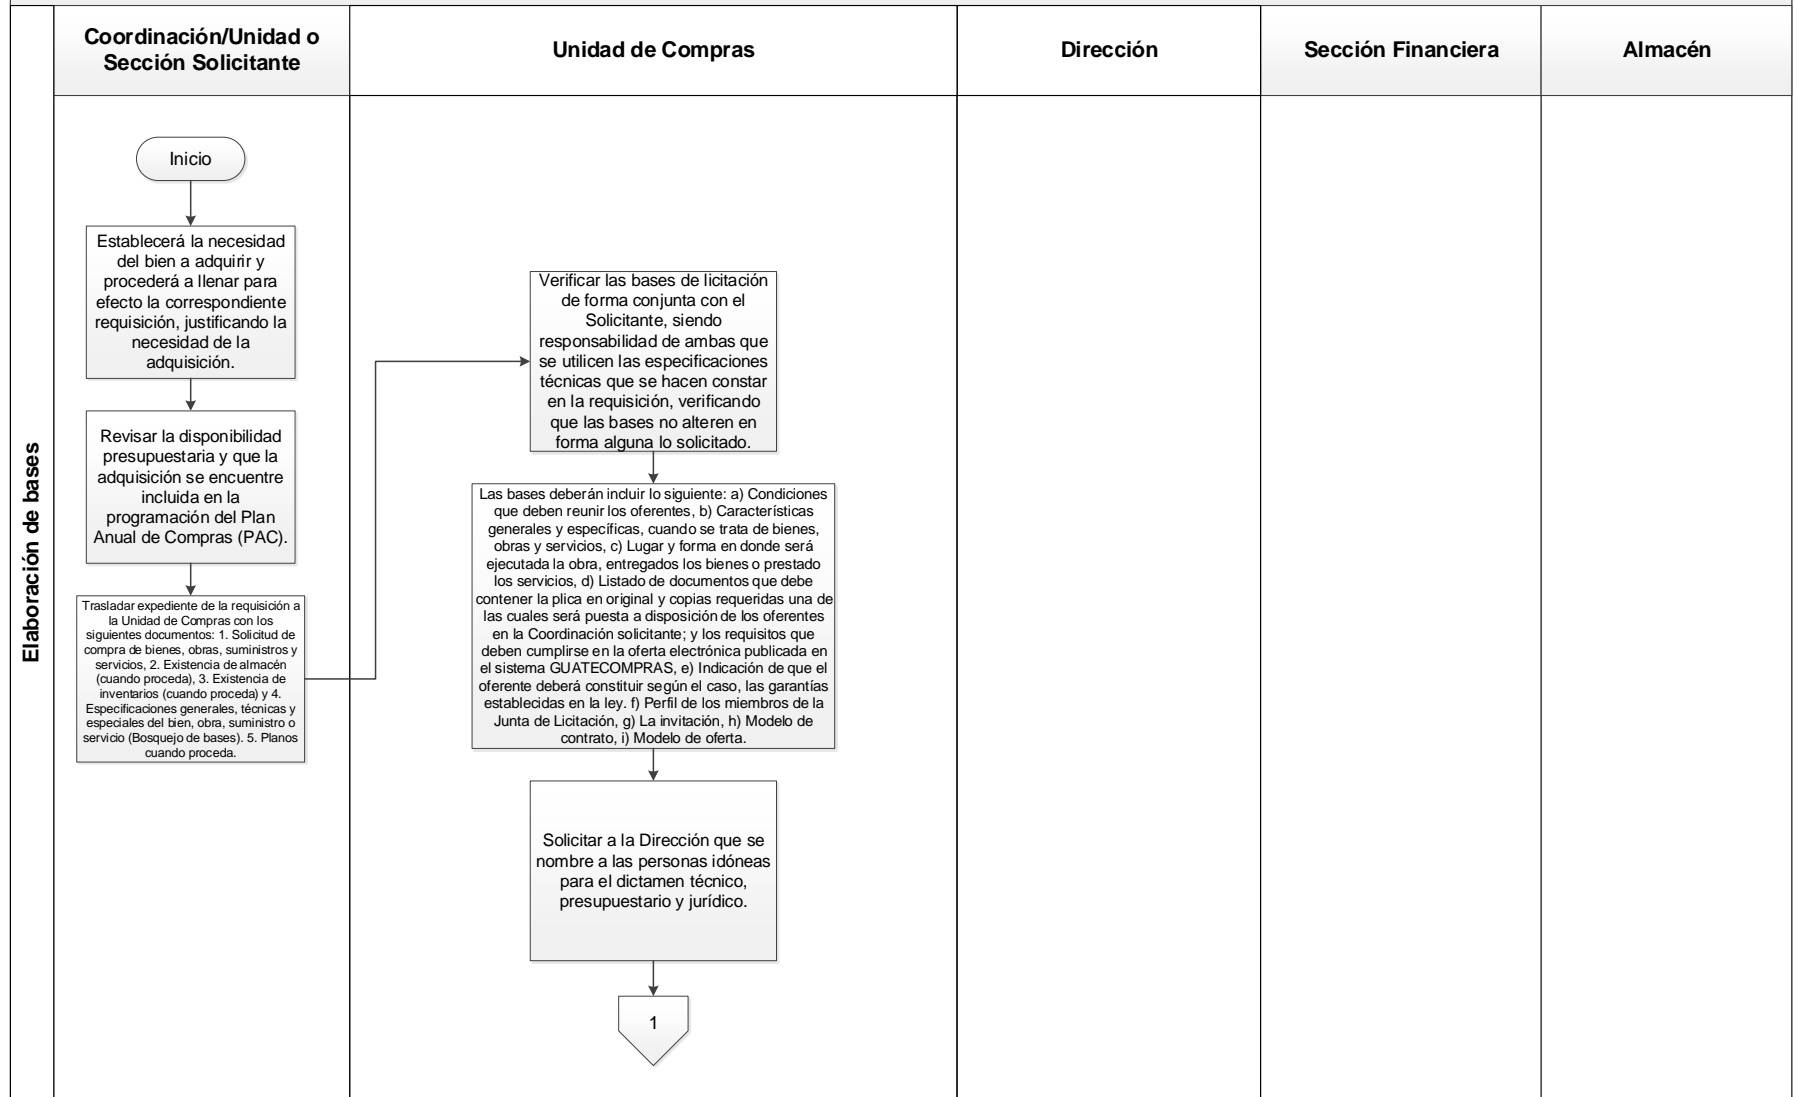 Coordinación/Unidad o
Sección Solicitante
Unidad de Compras
Dirección
Sección Financiera
Almacén
Elaboración de bases
Inicio
Establecerá la necesidad
del bien a adquirir y
procederá a llenar para
efecto la correspondiente
requisición, justificando la
necesidad de la
adquisición.
Revisar la disponibilidad
presupuestaria y que la
adquisición se encuentre
incluida en la
programación del Plan
Anual de Compras (PAC).
Trasladar expediente de la requisición a
la Unidad de Compras con los
siguientes documentos: 1. Solicitud de
compra de bienes, obras, suministros y
servicios, 2. Existencia de almacén
(cuando proceda), 3. Existencia de
inventarios (cuando proceda) y 4.
Especificaciones generales, técnicas y
especiales del bien, obra, suministro o
servicio (Bosquejo de bases). 5. Planos
cuando proceda.
Verificar las bases de licitación
de forma conjunta con el
Solicitante, siendo
responsabilidad de ambas que
se utilicen las especificaciones
técnicas que se hacen constar
en la requisición, verificando
que las bases no alteren en
forma alguna lo solicitado.
Las bases deberán incluir lo siguiente: a) Condiciones
que deben reunir los oferentes, b) Características
generales y específicas, cuando se trata de bienes,
obras y servicios, c) Lugar y forma en donde será
ejecutada la obra, entregados los bienes o prestado
los servicios, d) Listado de documentos que debe
contener la plica en original y copias requeridas una de
las cuales será puesta a disposición de los oferentes
en la Coordinación solicitante; y los requisitos que
deben cumplirse en la oferta electrónica publicada en
el sistema GUATECOMPRAS, e) Indicación de que el
oferente deberá constituir según el caso, las garantías
establecidas en la ley. f) Perfil de los miembros de la
Junta de Licitación, g) La invitación, h) Modelo de
contrato, i) Modelo de oferta.
Solicitar a la Dirección que se
nombre a las personas idóneas
para el dictamen técnico,
presupuestario y jurídico.
1